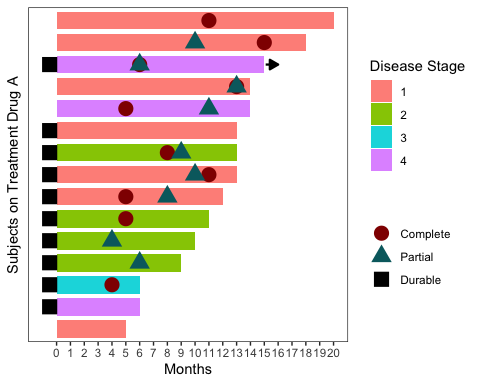 Subjects on Treatment Drug A
0 1 2 3 4 5 6 7 8 9 10 11 12 13 14 15 16 17 18 19 20
Months
Disease Stage
1
2
3
4
Complete
Partial
Durable